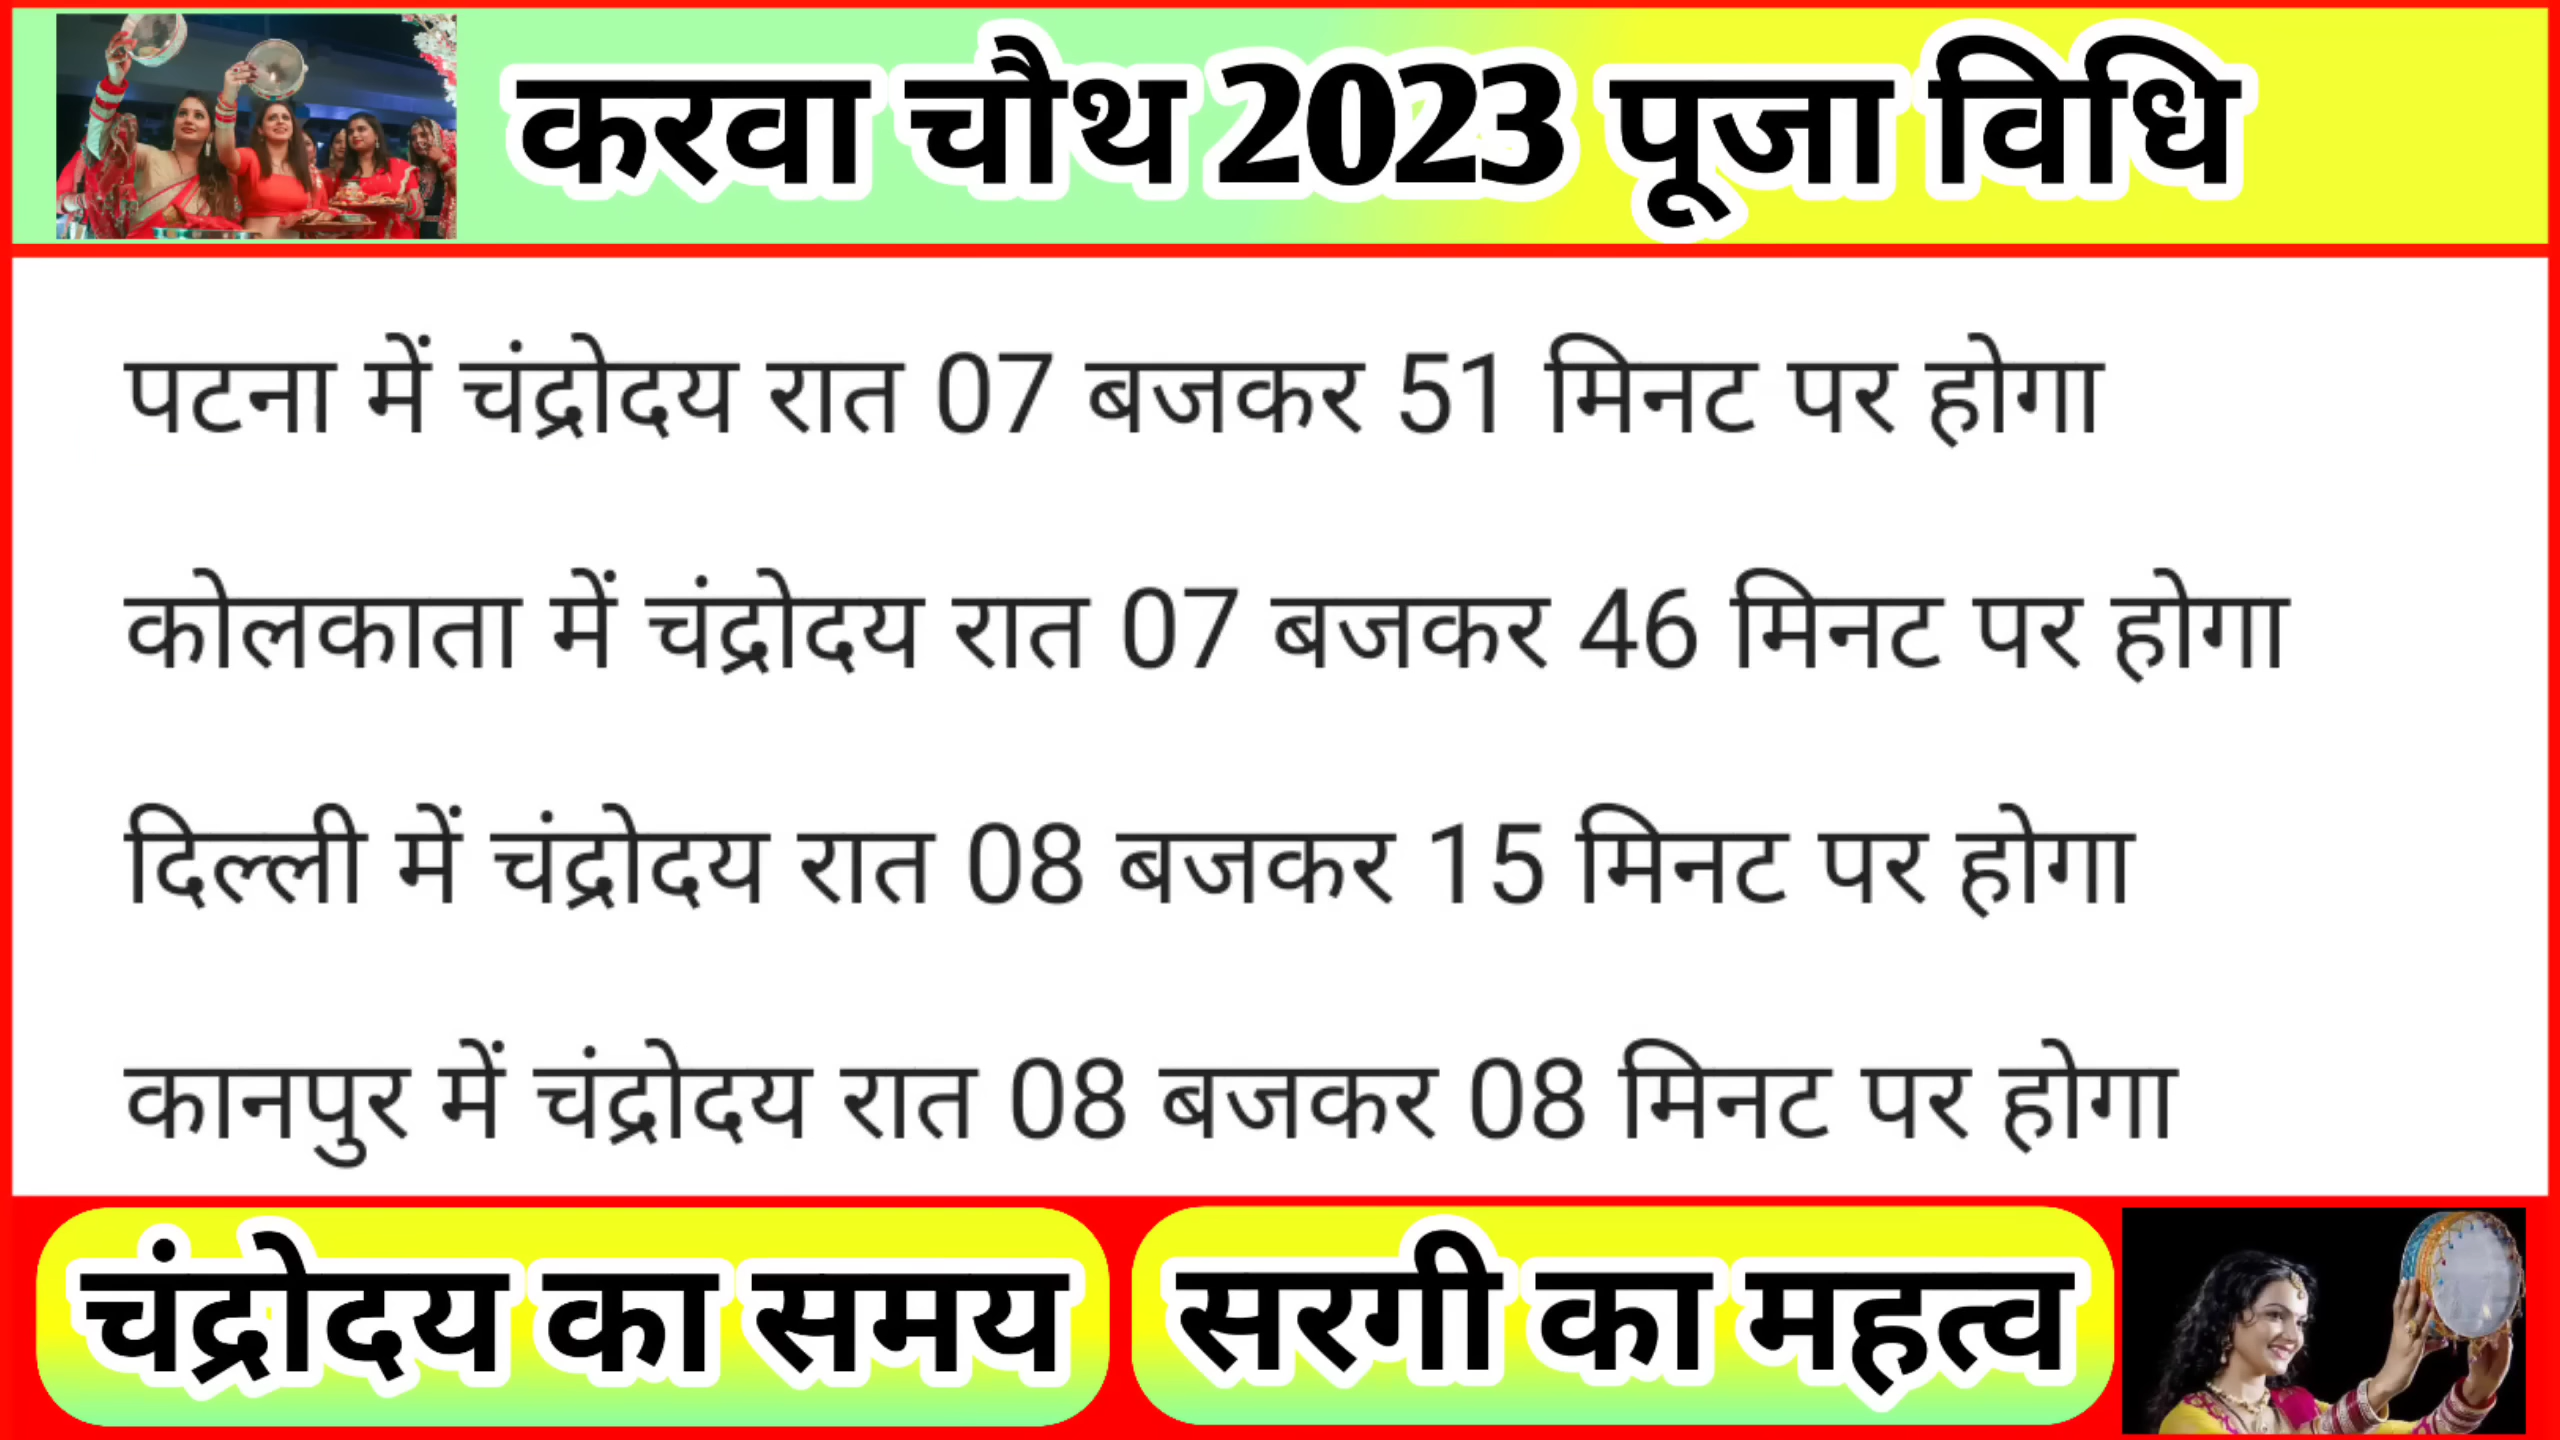 करवा चौथ 2023 पूजा विधि
पटना में चंद्रोदय रात 07 बजकर 51 मिनट पर होगा
कोलकाता में चंद्रोदय रात 07 बजकर 46 मिनट पर होगा
दिल्ली में चंद्रोदय रात 08 बजकर 15 मिनट पर होगा
कानपुर में चंद्रोदय रात 08 बजकर 08 मिनट पर होगा
चंद्रोदय का समय
सरगी का महत्व